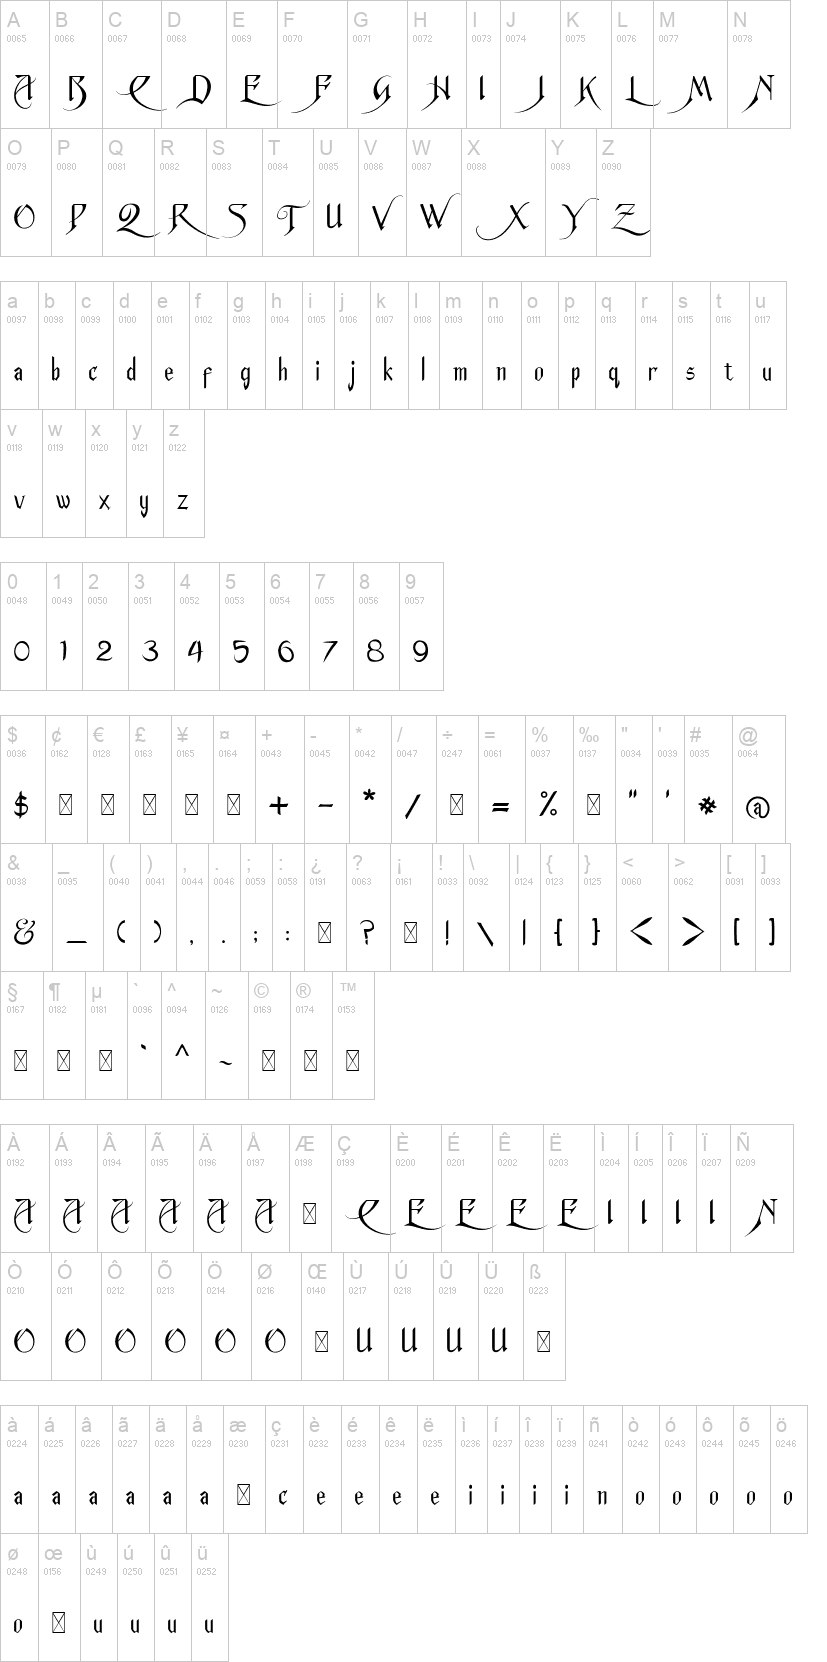 A B C D E F G H I J K L M N
0065 0066 0067 0068 0069 0070 0071 0072 0073 0074 0075 0076 0077 0078
A B C D E F G H I J K L M N
O P Q R S T U V W X Y Z
0079 0080 0081 0082 0083 0084 0085 0086 0087 0088 0089 0090
O P Q R S T U V W X Y Z
a b c d e f g h i j k l m n o p q r s t u
0097 0098 0099 0100 0101 0102 0103 0104 0105 0106 0107 0108 0109 0110 0111 0112 0113 0114 0115 0116 0117
a b c d e f g h i j k l m n o p q r s t u
v w x y z
0118 0119 0120 0121 0122
v w x y z
0 1 2 3 4 5 6 7 8 9
0048 0049 0050 0051 0052 0053 0054 0055 0056 0057
0 1 2 3 4 5 6 7 8 9
$ ¢ € £ ¥ ¤ + - * / ÷ = % ‰ " ' # @
0036 0162 0128 0163 0165 0164 0043 0045 0042 0047 0247 0061 0037 0137 0034 0039 0035 0064
$ + - * / = % " ' # @
& _ ( ) , . ; : ¿ ? ¡ ! \ | { } < > [ ]
0038 0095 0040 0041 0044 0046 0059 0058 0191 0063 0161 0033 0092 0124 0123 0125 0060 0062 0091 0093
& _ ( ) , . ; : ? ! \ | { } < > [ ]
§ ¶ µ ` ^ ~ © ® ™
0167 0182 0181 0096 0094 0126 0169 0174 0153
` ^ ~
À Á Â Ã Ä Å Æ Ç È É Ê Ë Ì Í Î Ï Ñ
0192 0193 0194 0195 0196 0197 0198 0199 0200 0201 0202 0203 0204 0205 0206 0207 0209
A A A A A A C E E E E I I I I N
Ò Ó Ô Õ Ö Ø Œ Ù Ú Û Ü ß
0210 0211 0212 0213 0214 0216 0140 0217 0218 0219 0220 0223
O O O O O O U U U U
à á â ã ä å æ ç è é ê ë ì í î ï ñ ò ó ô õ ö
0224 0225 0226 0227 0228 0229 0230 0231 0232 0233 0234 0235 0236 0237 0238 0239 0241 0242 0243 0244 0245 0246
a a a a a a c e e e e i i i i n o o o o o
ø œ ù ú û ü
0248 0156 0249 0250 0251 0252
o u u u u